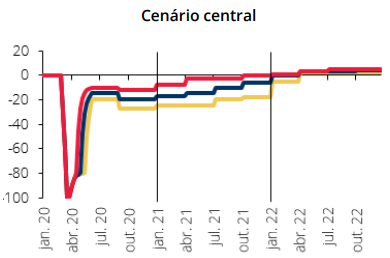 Cenário central
20
0
-20
-40
-60
-80
-100
jan. 20
abr. 20
jul. 20
out. 20
jan. 21
abr. 21
jul. 21
out. 21
jan. 22
abr. 22
jul. 22
out. 22